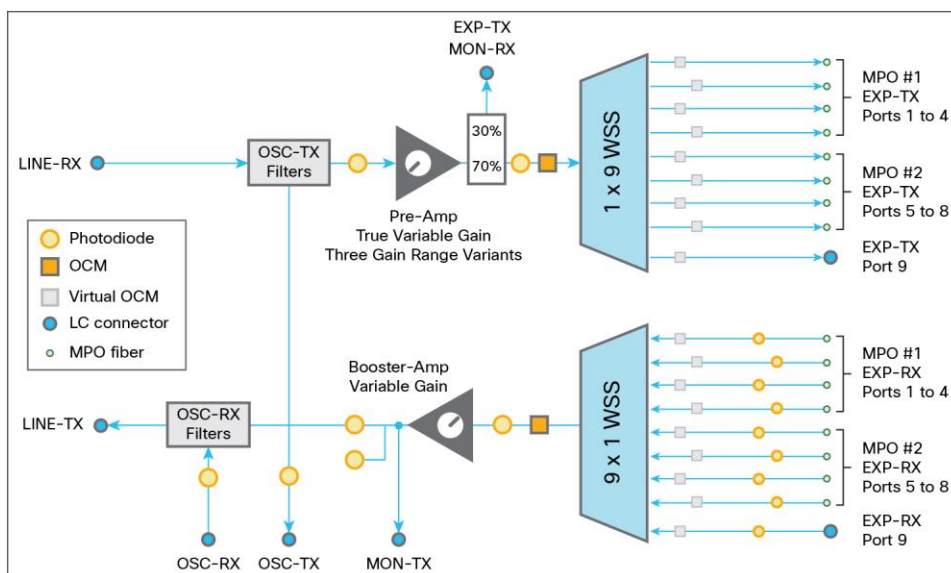 EXP-TX
MON-RX
LINE-RX
OSC-TX
Filters
30%
70%
Pre-Amp
True Variable Gain
Three Gain Range Variants
1 x 9 WSS
MPO #1
EXP-TX
Ports 1 to 4
MPO #2
EXP-TX
Ports 5 to 8
EXP-TX
Port 9
Photodiode
OCM
Virtual OCM
LC connector
MPO fiber
LINE-TX
OSC-RX
Filters
Booster-Amp
Variable Gain
9 x 1 WSS
MPO #1
EXP-RX
Ports 1 to 4
MPO #2
EXP-RX
Ports 5 to 8
EXP-RX
Port 9
OSC-RX
OSC-TX
MON-TX